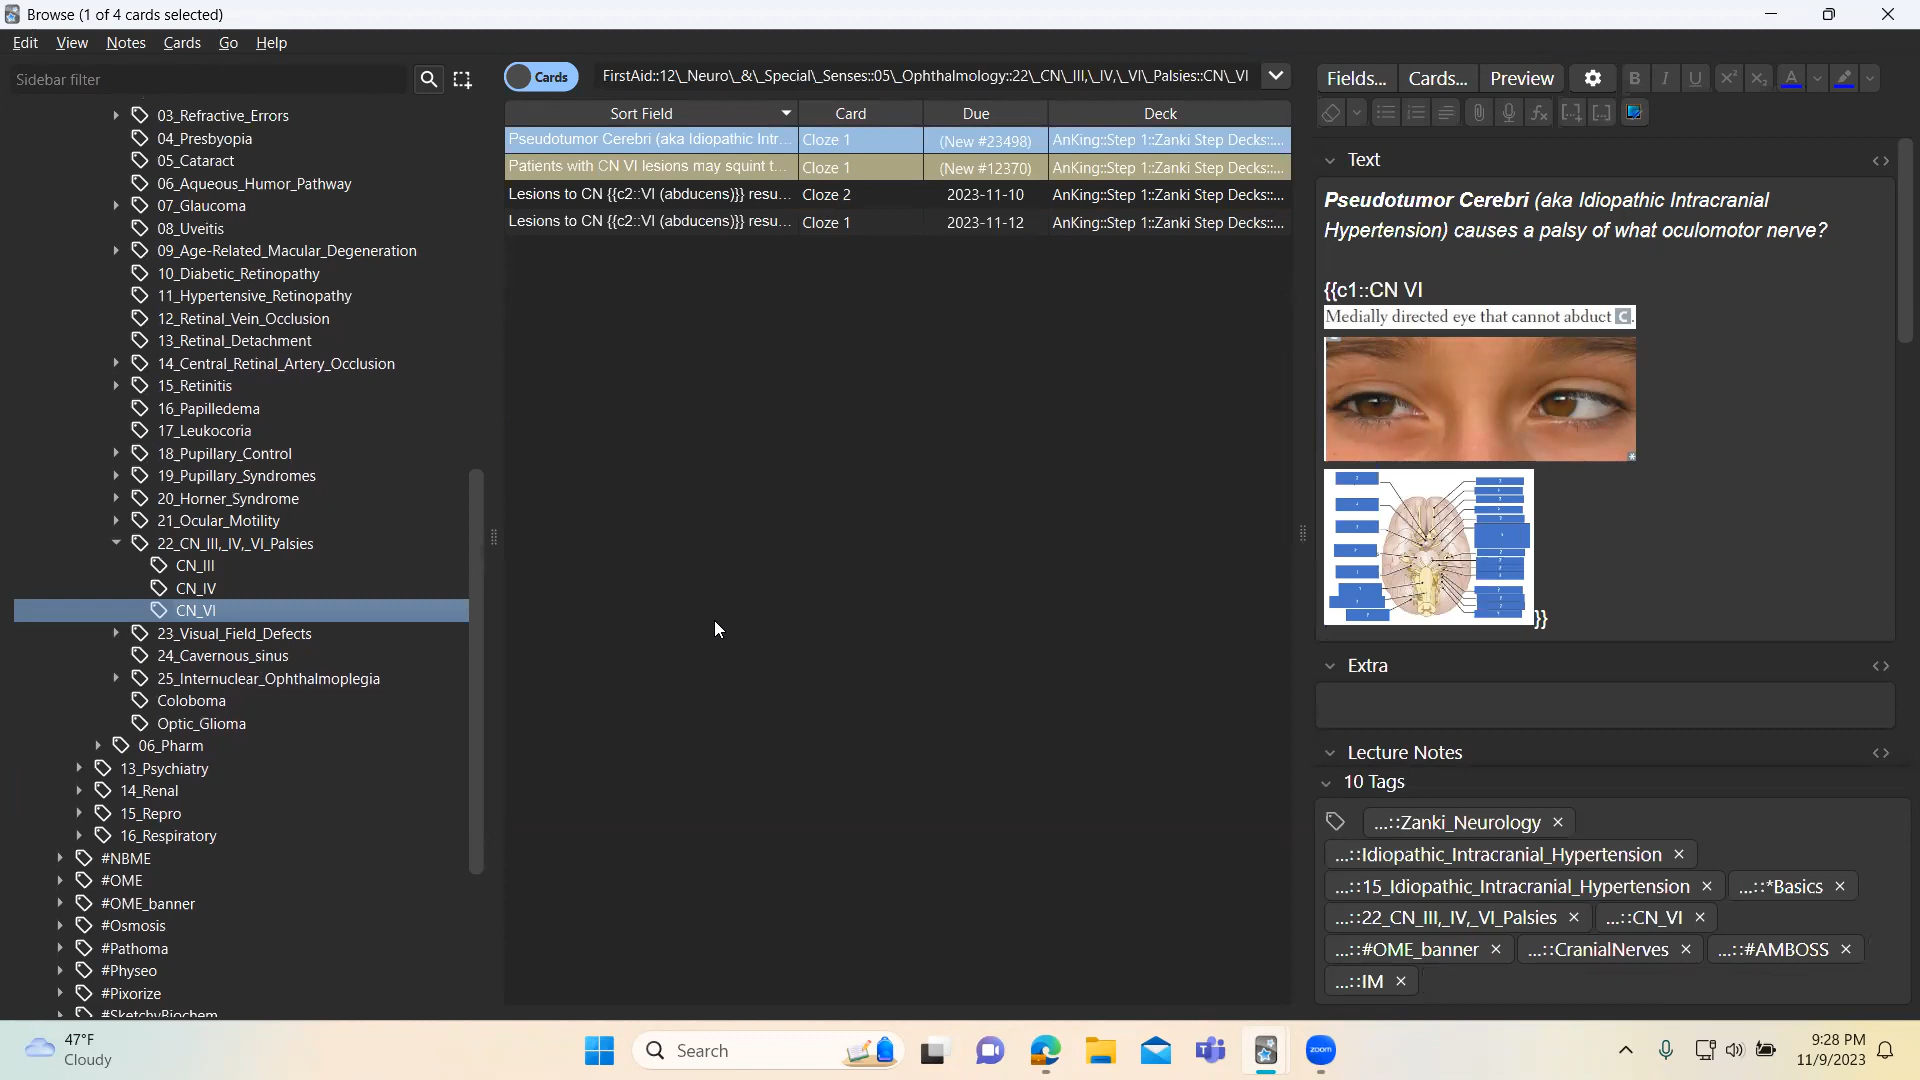 Browse (1 of 4 cards selected)
Edit View Notes Cards Go Help
Sidebar filter
03_Refractive_Errors
04_Presbyopia
05_Cataract
06_Aqueous_Humor_Pathway
07_Glaucoma
08_Uveitis
09_Age-Related_Macular_Degeneration
10_Diabetic_Retinopathy
11_Hypertensive_Retinopathy
12_Retinal_Vein_Occlusion
13_Retinal_Detachment
14_Central_Retinal_Artery_Occlusion
15_Retinitis
16_Papilledema
17_Leukocoria
18_Pupillary_Control
19_Pupillary_Syndromes
20_Horner_Syndrome
21_Ocular_Motility
22_CN_III,_IV,_VI_Palsies
CN_III
CN_IV
CN_VI
23_Visual_Field_Defects
24_Cavernous_sinus
25_Internuclear_Ophthalmoplegia
Coloboma
Optic_Glioma
06_Pharm
13_Psychiatry
14_Renal
15_Repro
16_Respiratory
#NBME
#OME
#OME_banner
#Osmosis
#Pathoma
#Physeo
#Pixorize
#SketchyBiochem
Cards FirstAid::12\_Neuro\_&\_Special\_Senses::05\_Ophthalmology::22\_CN\_III,\_IV,\_VI\_Palsies::CN\_VI
Sort Field Card Due Deck
Pseudotumor Cerebri (aka Idiopathic Intr... Cloze 1 (New #23498) AnKing::Step 1::Zanki Step Decks::...
Patients with CN VI lesions may squint t... Cloze 1 (New #12370) AnKing::Step 1::Zanki Step Decks::...
Lesions to CN {{c2::VI (abducens)}} resu... Cloze 2 2023-11-10 AnKing::Step 1::Zanki Step Decks::...
Lesions to CN {{c2::VI (abducens)}} resu... Cloze 1 2023-11-12 AnKing::Step 1::Zanki Step Decks::...
Fields... Cards... Preview B I U X² X₂ A
Text
Pseudotumor Cerebri (aka Idiopathic Intracranial
Hypertension) causes a palsy of what oculomotor nerve?
{{c1::CN VI
Medially directed eye that cannot abduct C.
}}
Extra
Lecture Notes
10 Tags
...::Zanki_Neurology ×
...::Idiopathic_Intracranial_Hypertension ×
...::15_Idiopathic_Intracranial_Hypertension × ...::*Basics ×
...::22_CN_III,_IV,_VI_Palsies × ...::CN_VI ×
...::#OME_banner × ...::CranialNerves × ...::#AMBOSS ×
...::IM ×
47°F
Cloudy
Search
zoom
9:28 PM
11/9/2023